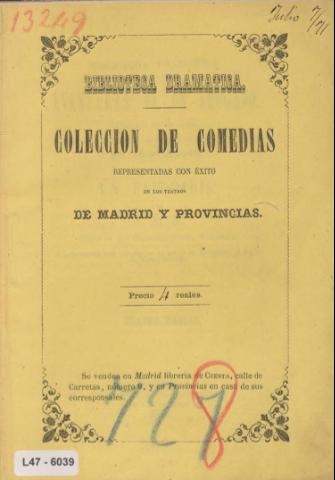 13249
Julio 7/71
BIBLIOTECA DRAMATICA.
COLECCION DE COMEDIAS
REPRESENTADAS CON ÉXITO
EN LOS TEATROS
DE MADRID Y PROVINCIAS.
Precio 4 reales.
Se venden en Madrid librería de CUESTA, calle de
Carretas, número 9, y en Provincias en casa de sus
corresponsales.
728
L47 - 6039